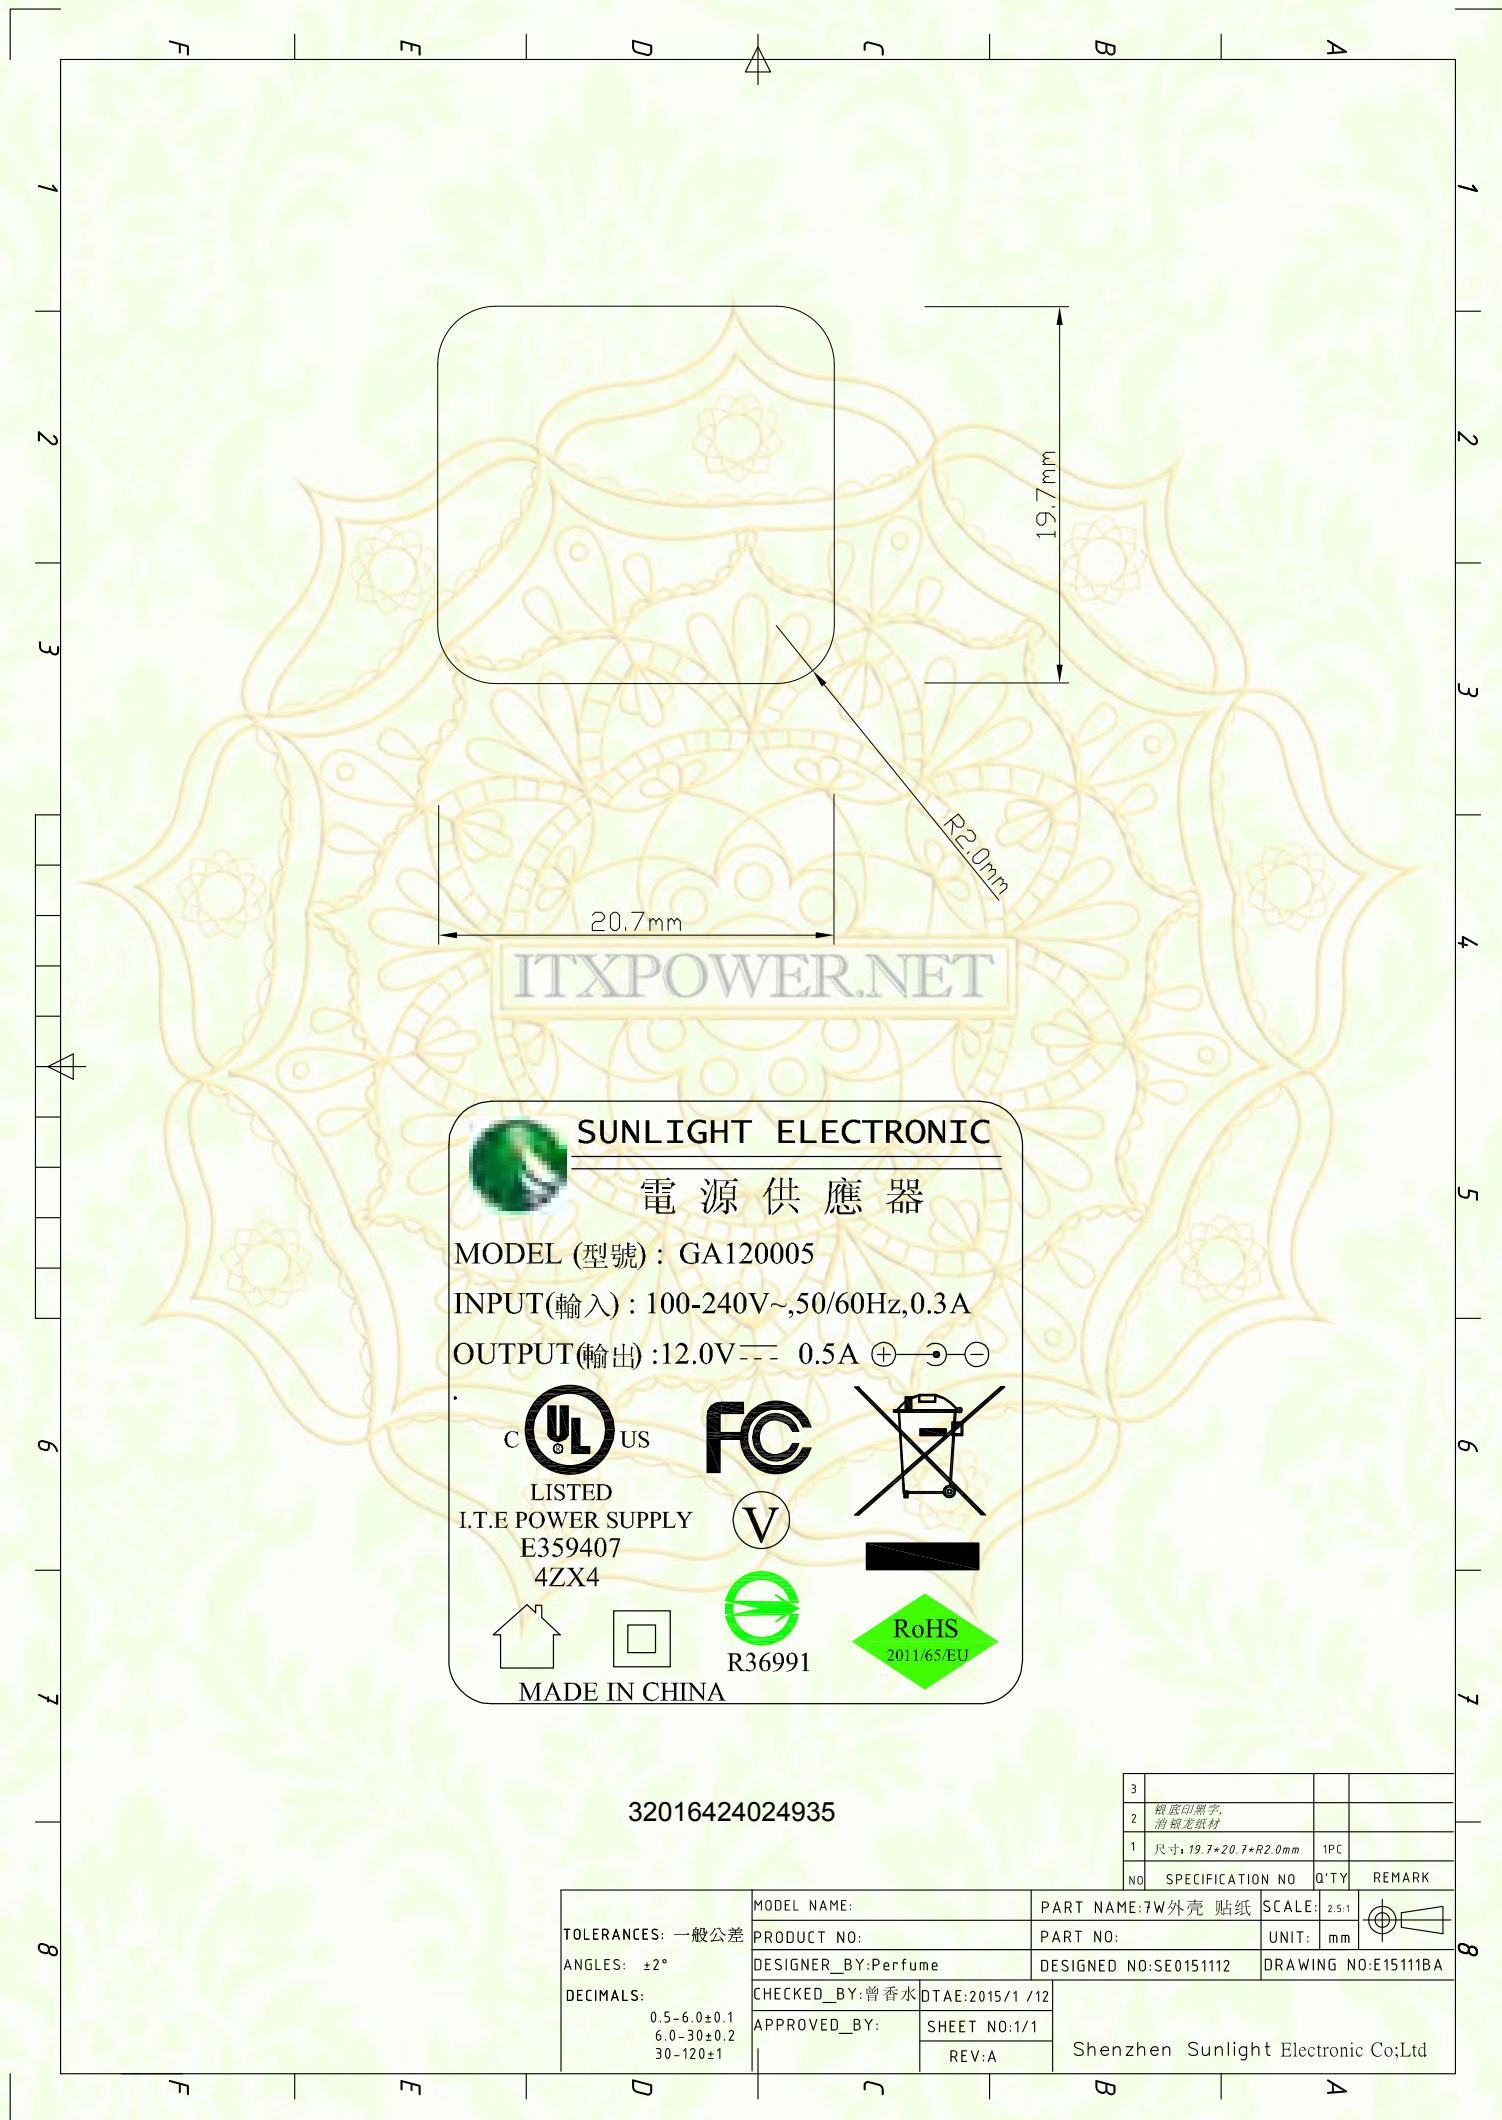 F E D C B A
1 1
2 2
3 3
4
5
6 6
7 7
8 8
19.7mm
R2.0mm
20.7mm
ITXPOWER.NET
SUNLIGHT ELECTRONIC
電源供應器
MODEL (型號) : GA120005
INPUT(輸入) : 100-240V~,50/60Hz,0.3A
OUTPUT(輸出) :12.0V 0.5A
C UL US
®
FC
LISTED
I.T.E POWER SUPPLY
E359407
4ZX4
V
R36991
RoHS
2011/65/EU
MADE IN CHINA
32016424024935
3
2 银底印黑字,
消银龙纸材
1 尺寸: 19.7*20.7*R2.0mm 1PC
NO SPECIFICATION NO Q'TY REMARK
MODEL NAME: PART NAME:7W外壳 贴纸 SCALE: 2.5:1
TOLERANCES: 一般公差 PRODUCT NO: PART NO: UNIT: mm
ANGLES: ±2° DESIGNER_BY:Perfume DESIGNED NO:SE0151112 DRAWING NO:E15111BA
DECIMALS: CHECKED_BY:曾香水 DTAE:2015/1 /12
0.5-6.0±0.1 APPROVED_BY: SHEET NO:1/1
6.0-30±0.2
30-120±1 REV:A
Shenzhen Sunlight Electronic Co;Ltd
F E D C B A